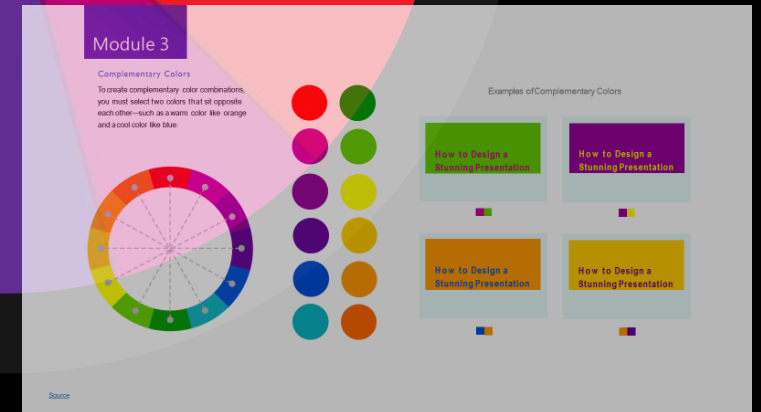 Module 3
Complementary Colors
To create complementary color combinations,
you must select two colors that sit opposite
each other—such as a warm color like orange
and a cool color like blue:
Examples of Complementary Colors
How to Design a
Stunning Presentation
How to Design a
Stunning Presentation
How to Design a
Stunning Presentation
How to Design a
Stunning Presentation
Source